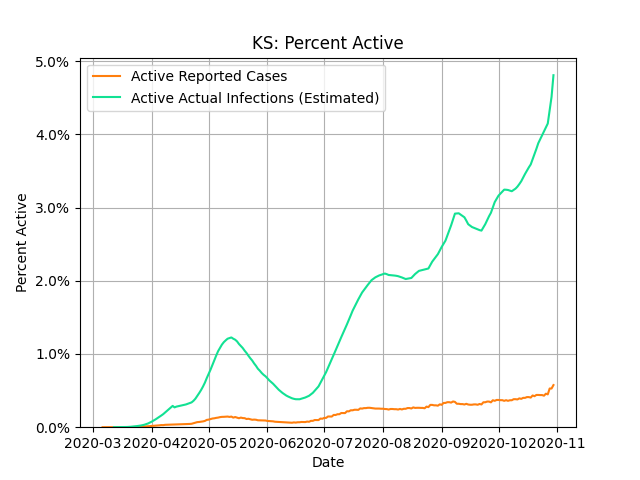 KS: Percent Active
Active Reported Cases
Active Actual Infections (Estimated)
Percent Active
5.0%
4.0%
3.0%
2.0%
1.0%
0.0%
2020-03 2020-04 2020-05 2020-06 2020-07 2020-08 2020-09 2020-10 2020-11
Date